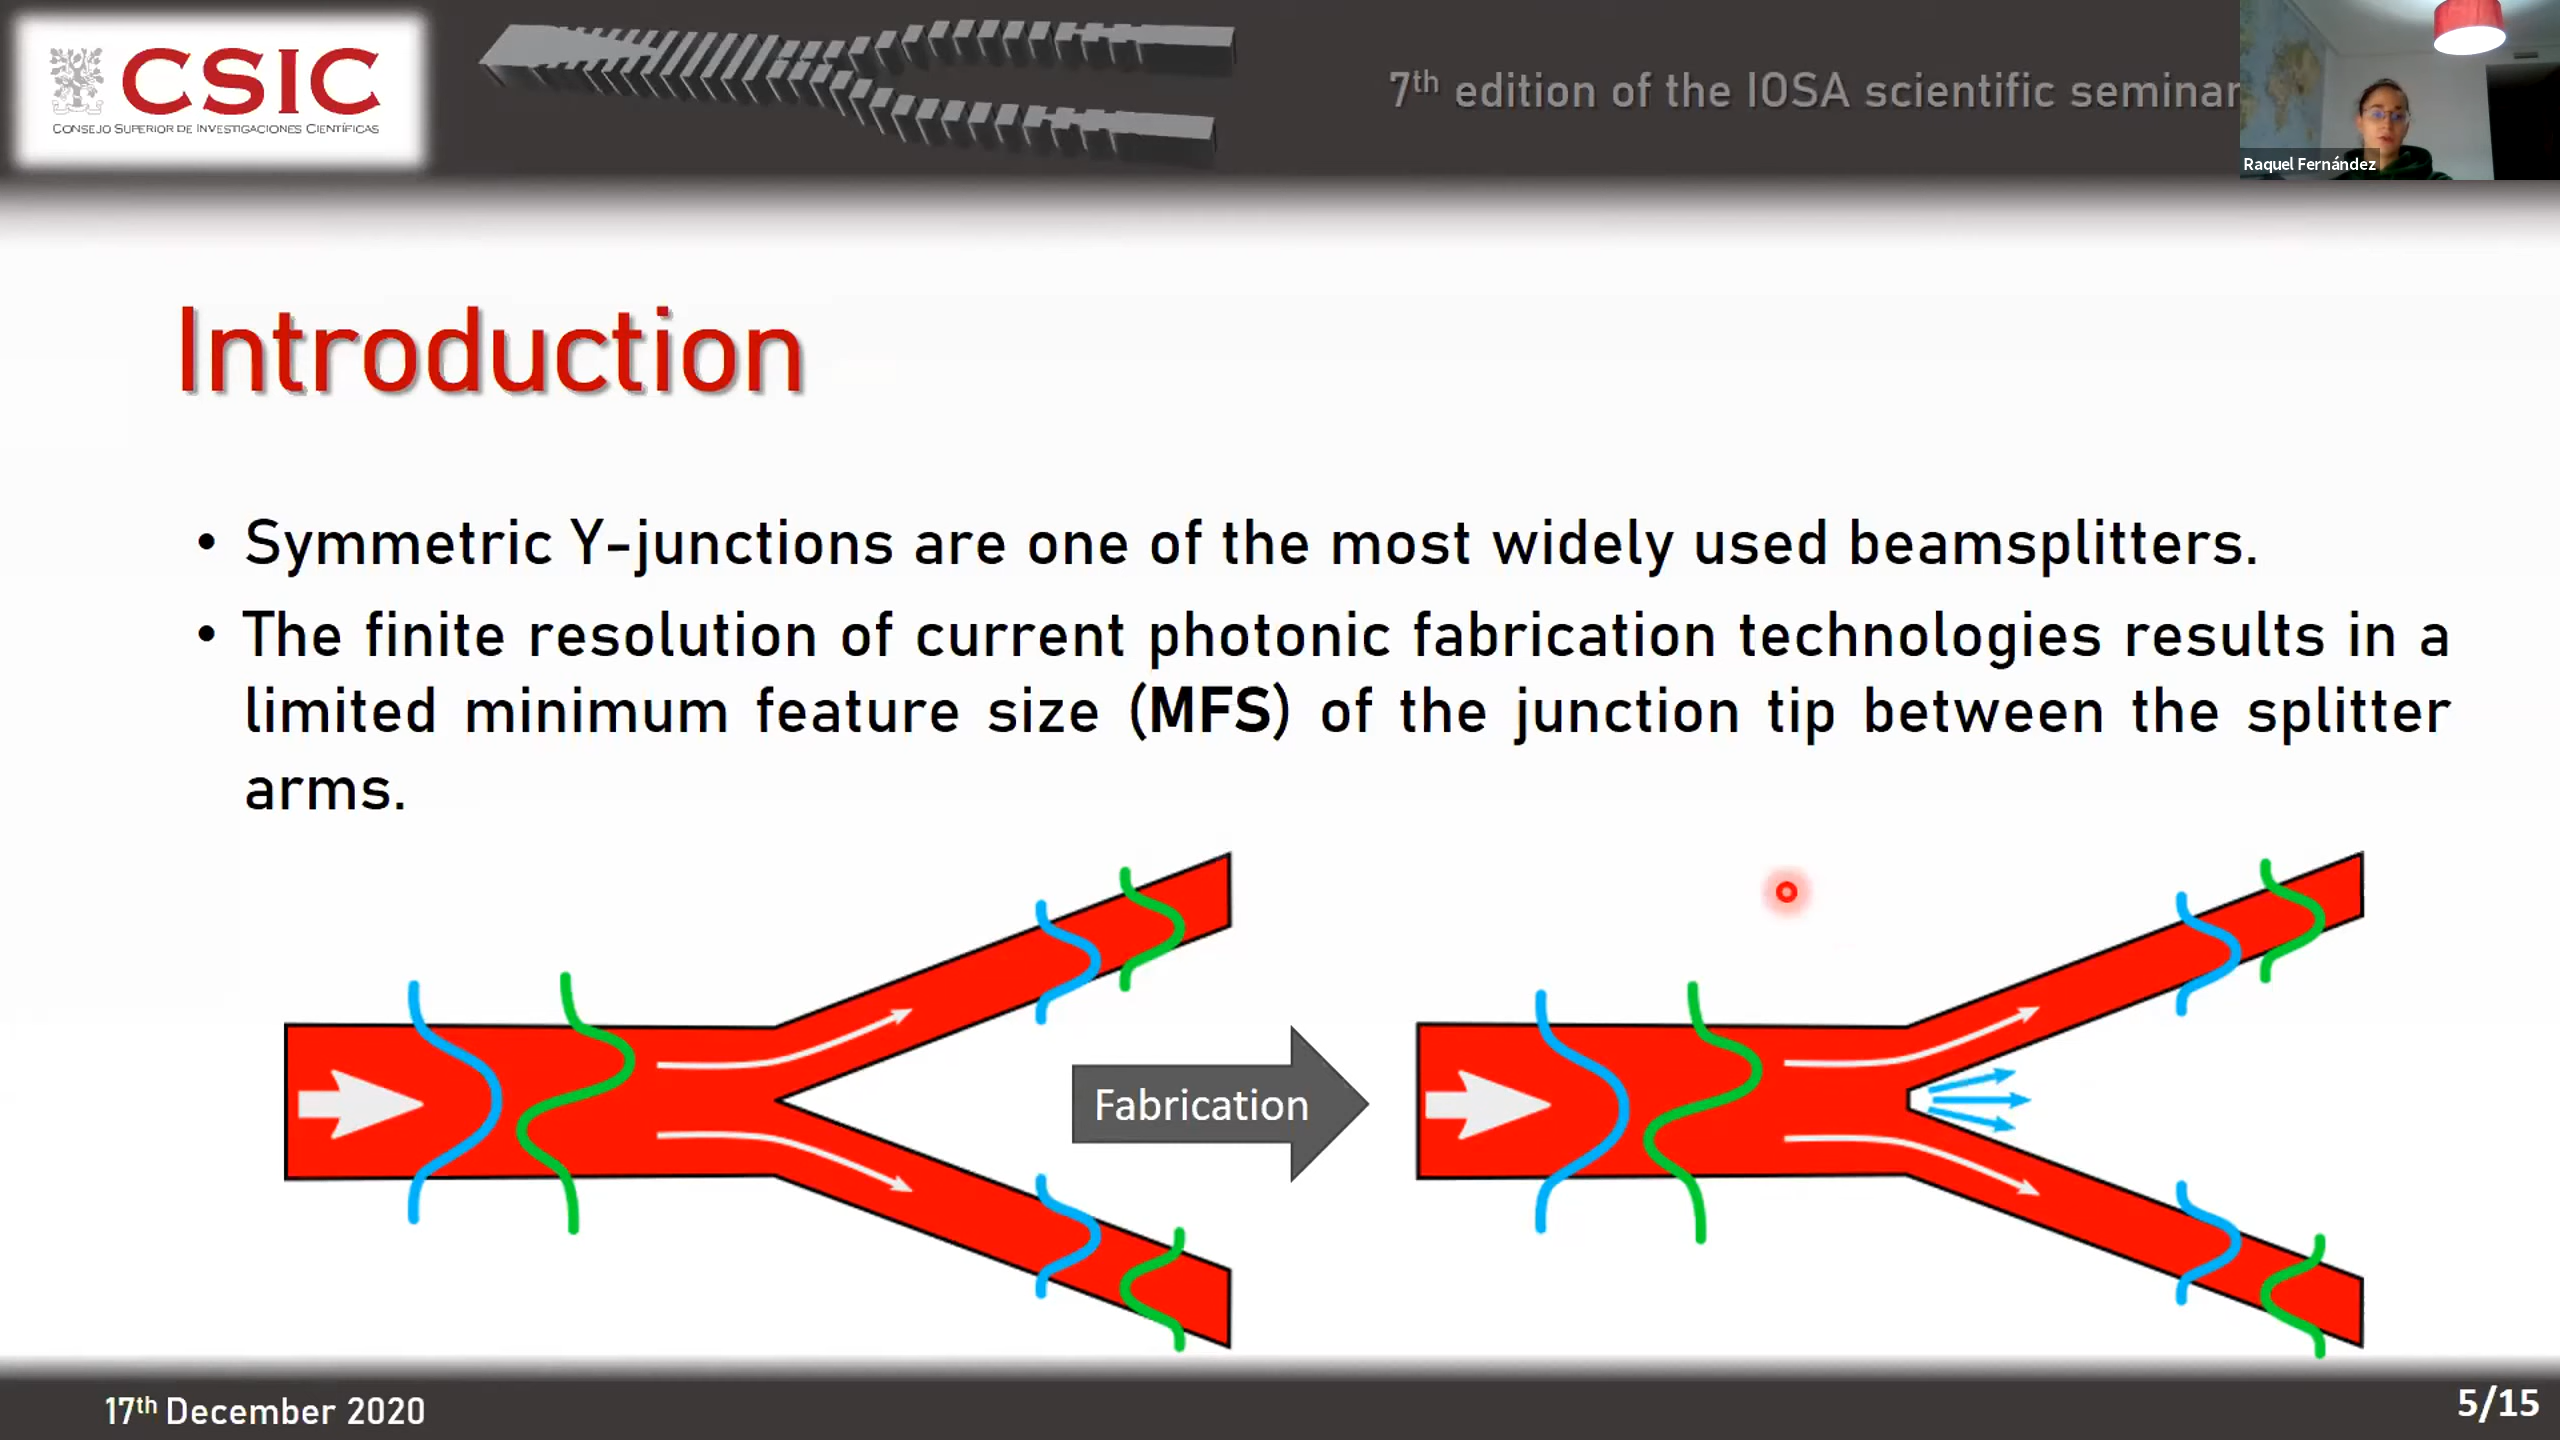 CSIC
CONSEJO SUPERIOR DE INVESTIGACIONES CIENTÍFICAS
7th edition of the IOSA scientific seminar
Raquel Fernández
Introduction
• Symmetric Y-junctions are one of the most widely used beamsplitters.
• The finite resolution of current photonic fabrication technologies results in a
limited minimum feature size (MFS) of the junction tip between the splitter
arms.
Fabrication
17th December 2020
5/15